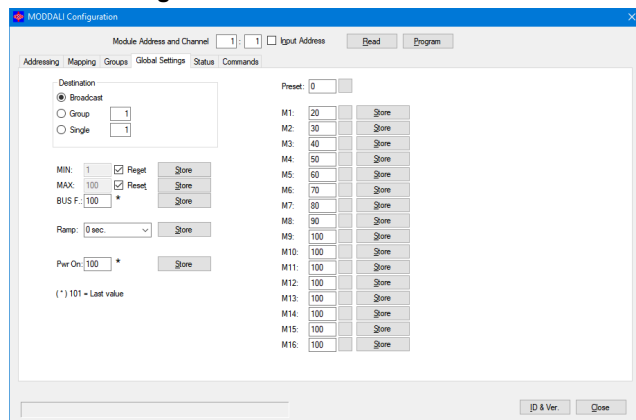 MODDALI Configuration
Module Address and Channel 1 : 1 Input Address Read Program
Addressing Mapping Groups Global Settings Status Commands
Destination
Broadcast
Group 1
Single 1
MIN: 1 Reset Store
MAX: 100 Reset Store
BUS F.: 100 * Store
Ramp: 0 sec. Store
Pwr On: 100 * Store
( * ) 101 = Last value
Preset: 0
M1: 20 Store
M2: 30 Store
M3: 40 Store
M4: 50 Store
M5: 60 Store
M6: 70 Store
M7: 80 Store
M8: 90 Store
M9: 100 Store
M10: 100 Store
M11: 100 Store
M12: 100 Store
M13: 100 Store
M14: 100 Store
M15: 100 Store
M16: 100 Store
ID & Ver. Close